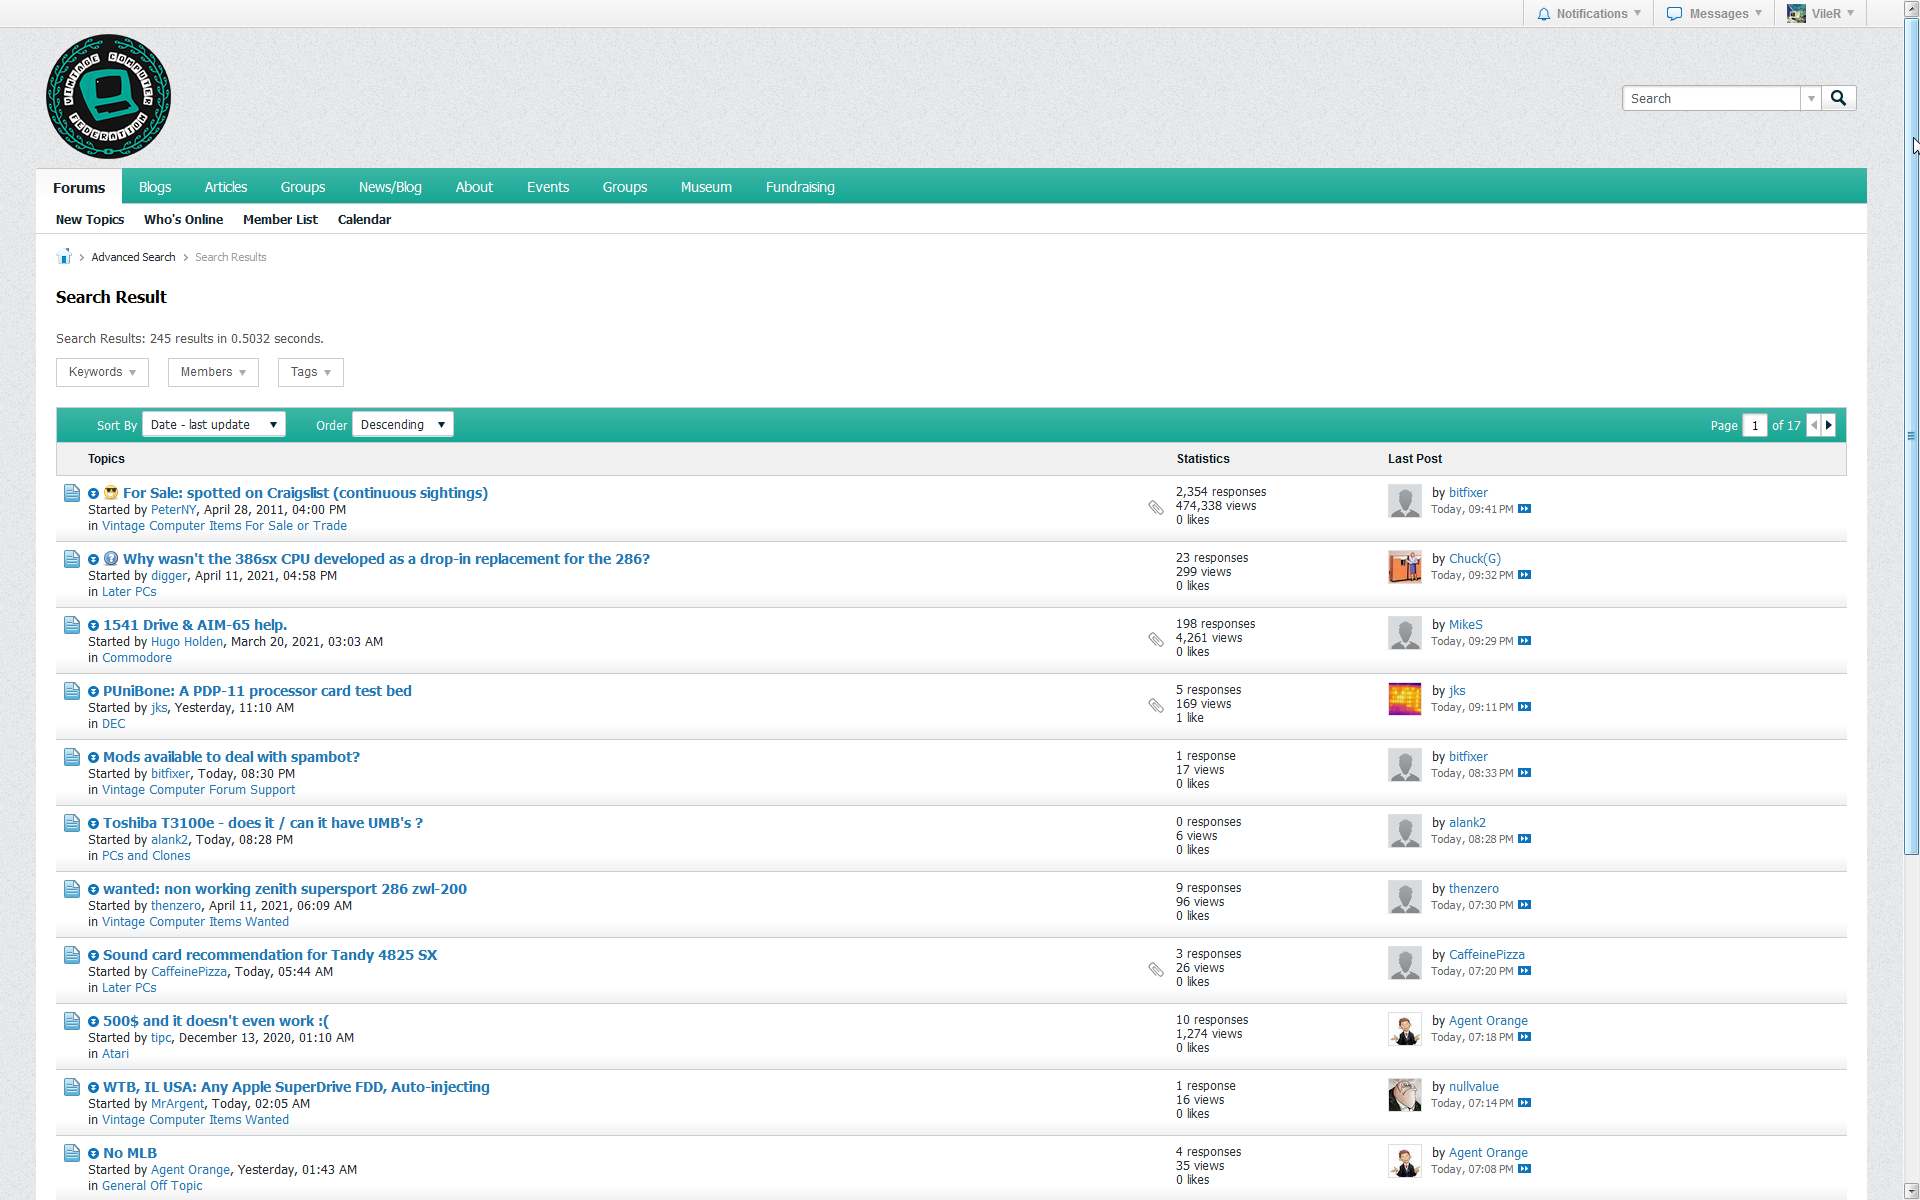 Notifications
Messages
VileR
VINTAGE COMPUTER
FEDERATION
Search
Forums Blogs Articles Groups News/Blog About Events Groups Museum Fundraising
New Topics Who's Online Member List Calendar
Advanced Search Search Results
Search Result
Search Results: 245 results in 0.5032 seconds.
Keywords Members Tags
Sort By Date - last update Order Descending Page 1 of 17
Topics Statistics Last Post
For Sale: spotted on Craigslist (continuous sightings)
Started by PeterNY, April 28, 2011, 04:00 PM
in Vintage Computer Items For Sale or Trade
2,354 responses
474,338 views
0 likes
by bitfixer
Today, 09:41 PM
Why wasn't the 386sx CPU developed as a drop-in replacement for the 286?
Started by digger, April 11, 2021, 04:58 PM
in Later PCs
23 responses
299 views
0 likes
by Chuck(G)
Today, 09:32 PM
1541 Drive & AIM-65 help.
Started by Hugo Holden, March 20, 2021, 03:03 AM
in Commodore
198 responses
4,261 views
0 likes
by MikeS
Today, 09:29 PM
PUniBone: A PDP-11 processor card test bed
Started by jks, Yesterday, 11:10 AM
in DEC
5 responses
169 views
1 like
by jks
Today, 09:11 PM
Mods available to deal with spambot?
Started by bitfixer, Today, 08:30 PM
in Vintage Computer Forum Support
1 response
17 views
0 likes
by bitfixer
Today, 08:33 PM
Toshiba T3100e - does it / can it have UMB's ?
Started by alank2, Today, 08:28 PM
in PCs and Clones
0 responses
6 views
0 likes
by alank2
Today, 08:28 PM
wanted: non working zenith supersport 286 zwl-200
Started by thenzero, April 11, 2021, 06:09 AM
in Vintage Computer Items Wanted
9 responses
96 views
0 likes
by thenzero
Today, 07:30 PM
Sound card recommendation for Tandy 4825 SX
Started by CaffeinePizza, Today, 05:44 AM
in Later PCs
3 responses
26 views
0 likes
by CaffeinePizza
Today, 07:20 PM
500$ and it doesn't even work :(
Started by tipc, December 13, 2020, 01:10 AM
in Atari
10 responses
1,274 views
0 likes
by Agent Orange
Today, 07:18 PM
WTB, IL USA: Any Apple SuperDrive FDD, Auto-injecting
Started by MrArgent, Today, 02:05 AM
in Vintage Computer Items Wanted
1 response
16 views
0 likes
by nullvalue
Today, 07:14 PM
No MLB
Started by Agent Orange, Yesterday, 01:43 AM
in General Off Topic
4 responses
35 views
0 likes
by Agent Orange
Today, 07:08 PM